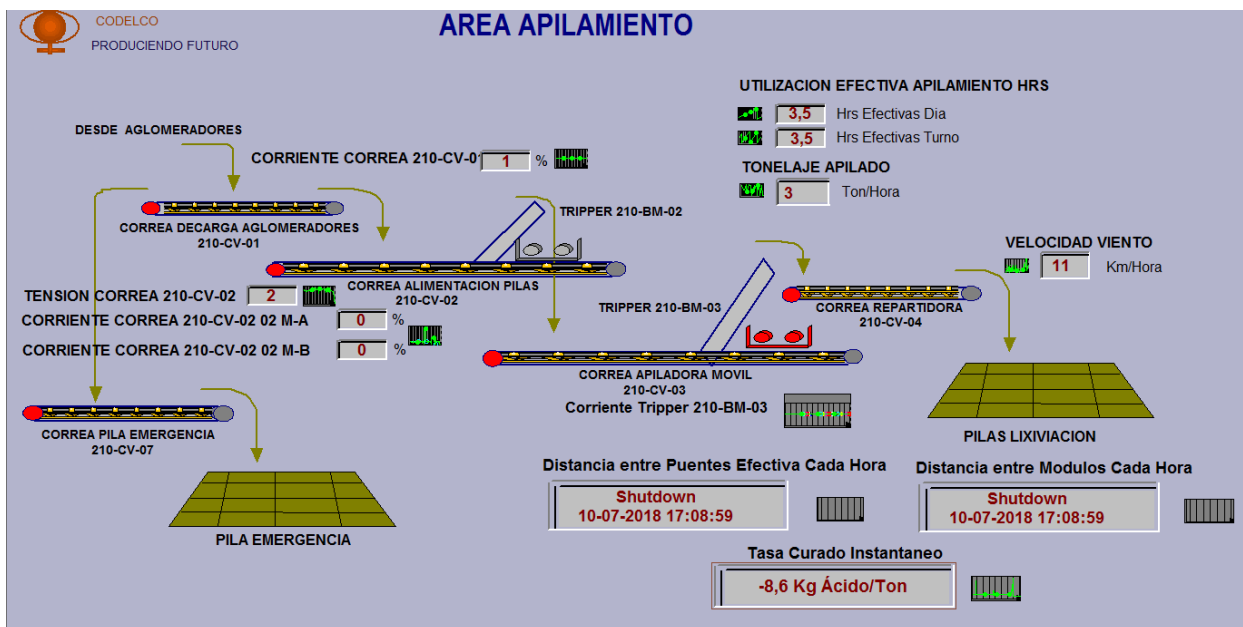 CODELCO
PRODUCIENDO FUTURO
AREA APILAMIENTO
UTILIZACION EFECTIVA APILAMIENTO HRS
3,5 Hrs Efectivas Dia
3,5 Hrs Efectivas Turno
TONELAJE APILADO
3 Ton/Hora
DESDE AGLOMERADORES
CORRIENTE CORREA 210-CV-01 1 %
CORREA DECARGA AGLOMERADORES
210-CV-01
TRIPPER 210-BM-02
VELOCIDAD VIENTO
11 Km/Hora
CORREA ALIMENTACION PILAS
210-CV-02
TENSION CORREA 210-CV-02 2
CORRIENTE CORREA 210-CV-02 02 M-A 0 %
CORRIENTE CORREA 210-CV-02 02 M-B 0 %
TRIPPER 210-BM-03
CORREA REPARTIDORA
210-CV-04
CORREA APILADORA MOVIL
210-CV-03
Corriente Tripper 210-BM-03
CORREA PILA EMERGENCIA
210-CV-07
PILAS LIXIVIACION
PILA EMERGENCIA
Distancia entre Puentes Efectiva Cada Hora
Shutdown
10-07-2018 17:08:59
Distancia entre Modulos Cada Hora
Shutdown
10-07-2018 17:08:59
Tasa Curado Instantaneo
-8,6 Kg Ácido/Ton